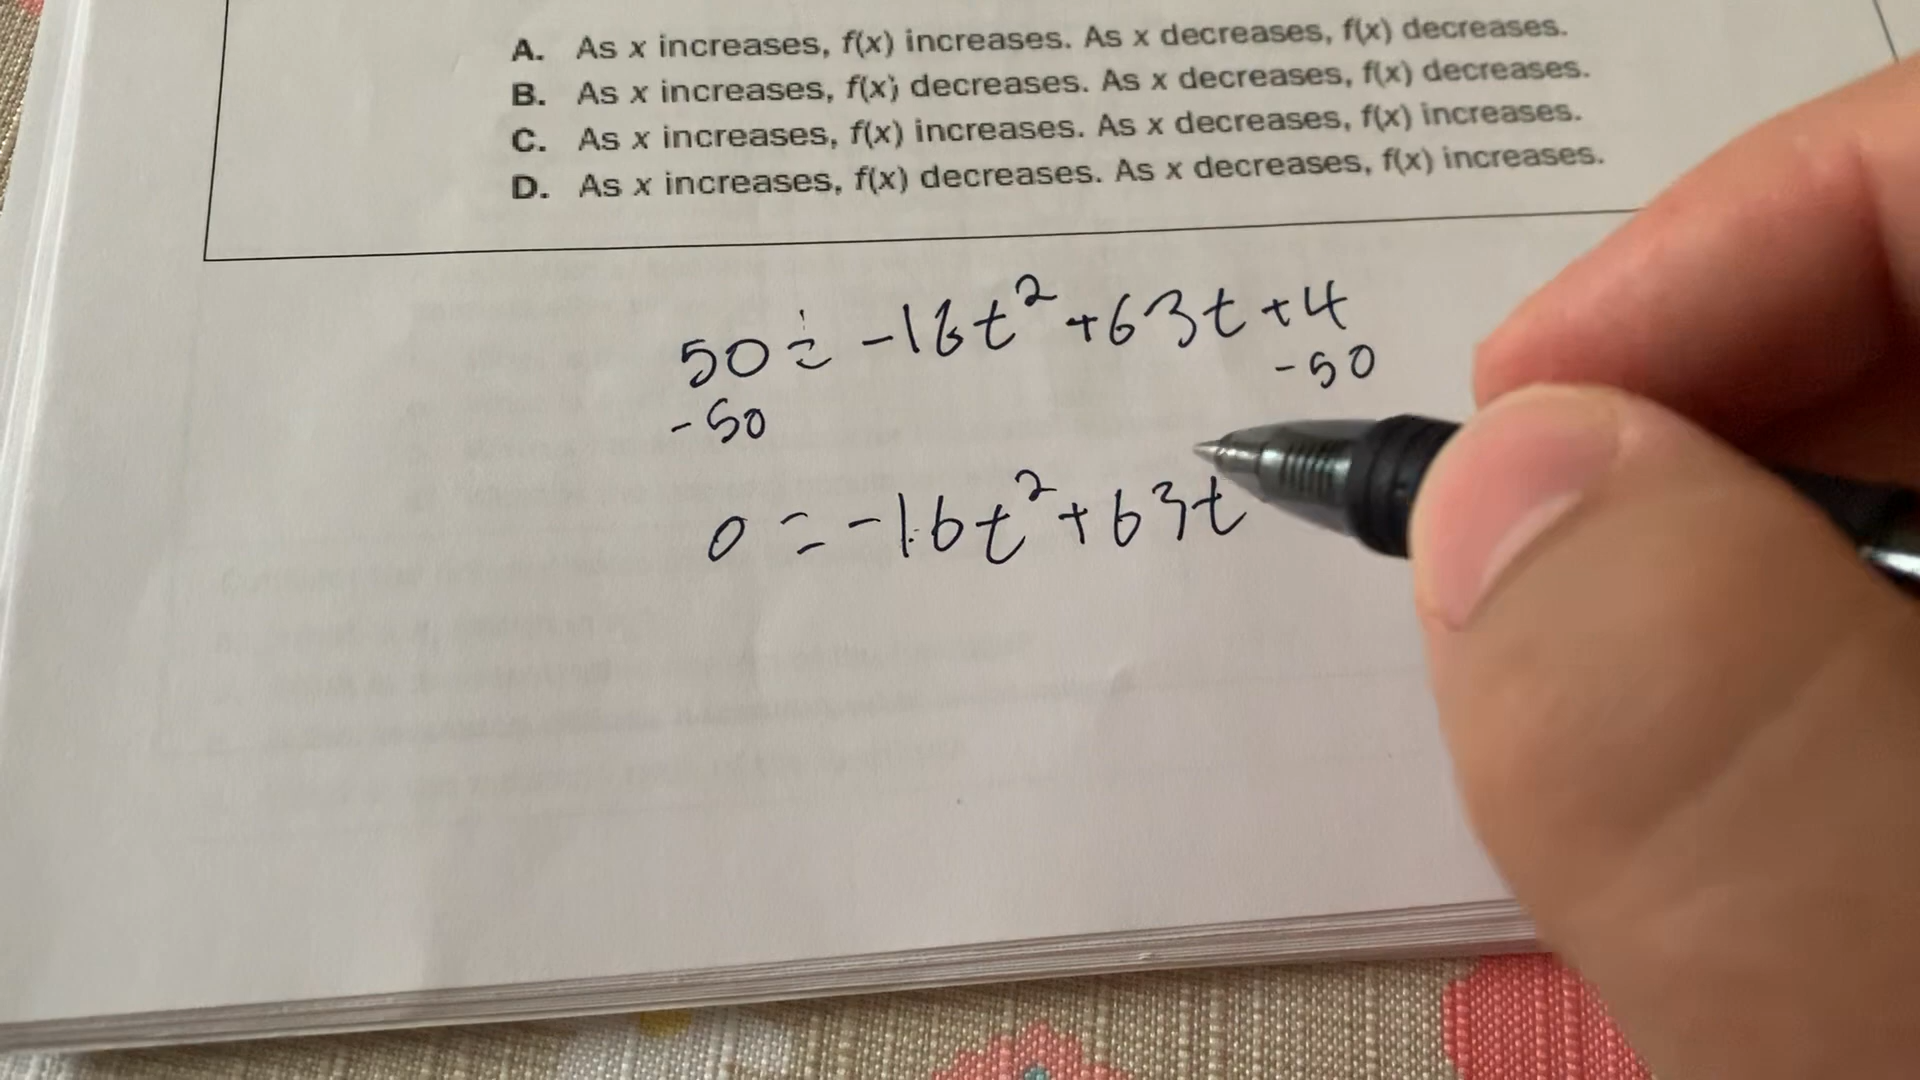 A. As x increases, f(x) increases. As x decreases, f(x) decreases.
B. As x increases, f(x) decreases. As x decreases, f(x) decreases.
C. As x increases, f(x) increases. As x decreases, f(x) increases.
D. As x increases, f(x) decreases. As x decreases, f(x) increases.
50 = -16t² +63t +4
-50 -50
0 = -16t² +63t